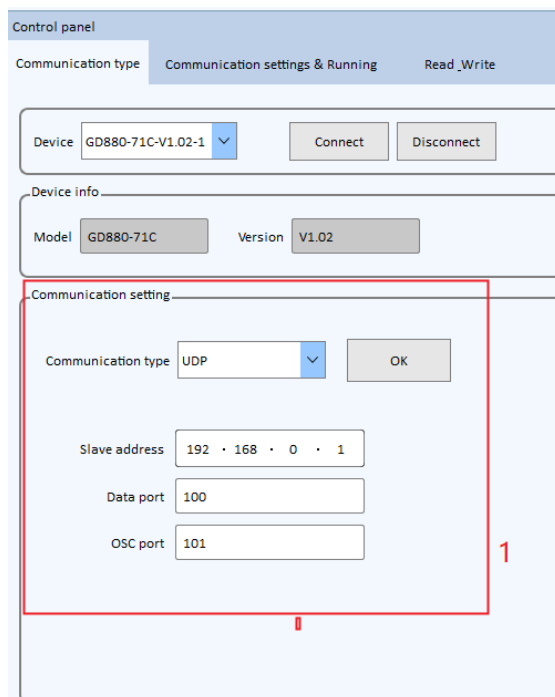 Control panel
Communication type Communication settings & Running Read _Write
Device GD880-71C-V1.02-1 Connect Disconnect
Device info
Model GD880-71C Version V1.02
Communication setting
Communication type UDP OK
Slave address 192 · 168 · 0 · 1
Data port 100
OSC port 101
1